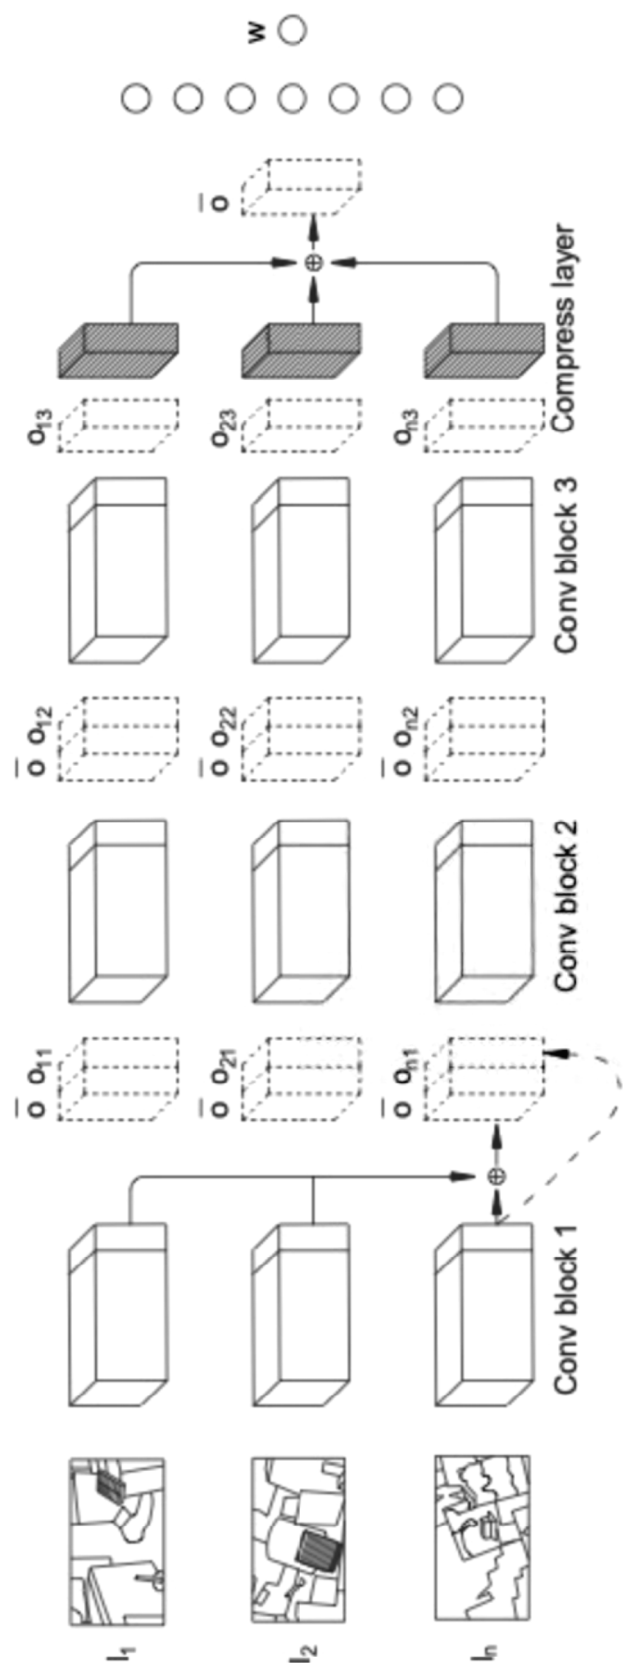 I₁
o̅ o₁₁
o̅ o₁₂
o₁₃
I₂
o̅ o₂₁
o̅ o₂₂
o₂₃
o̅
w
Iₙ
o̅ oₙ₁
o̅ oₙ₂
oₙ₃
Conv block 1
Conv block 2
Conv block 3
Compress layer